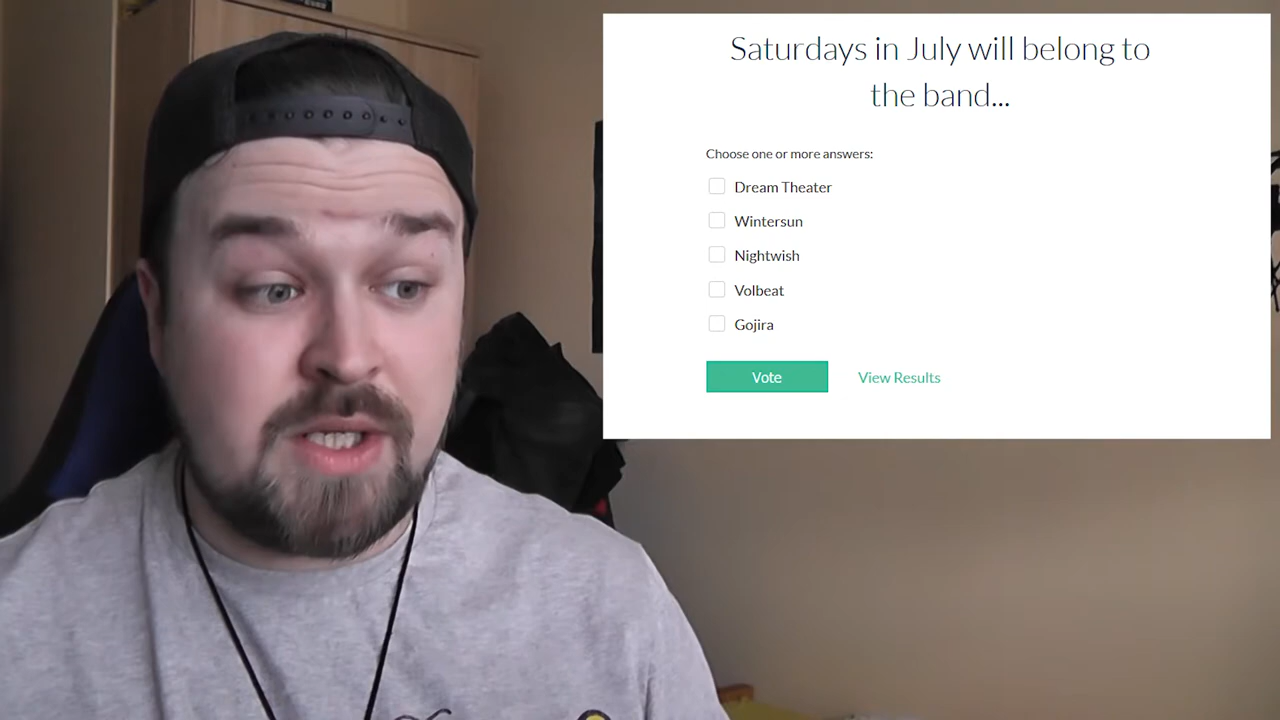 Saturdays in July will belong to
the band...
Choose one or more answers:
Dream Theater
Wintersun
Nightwish
Volbeat
Gojira
Vote
View Results